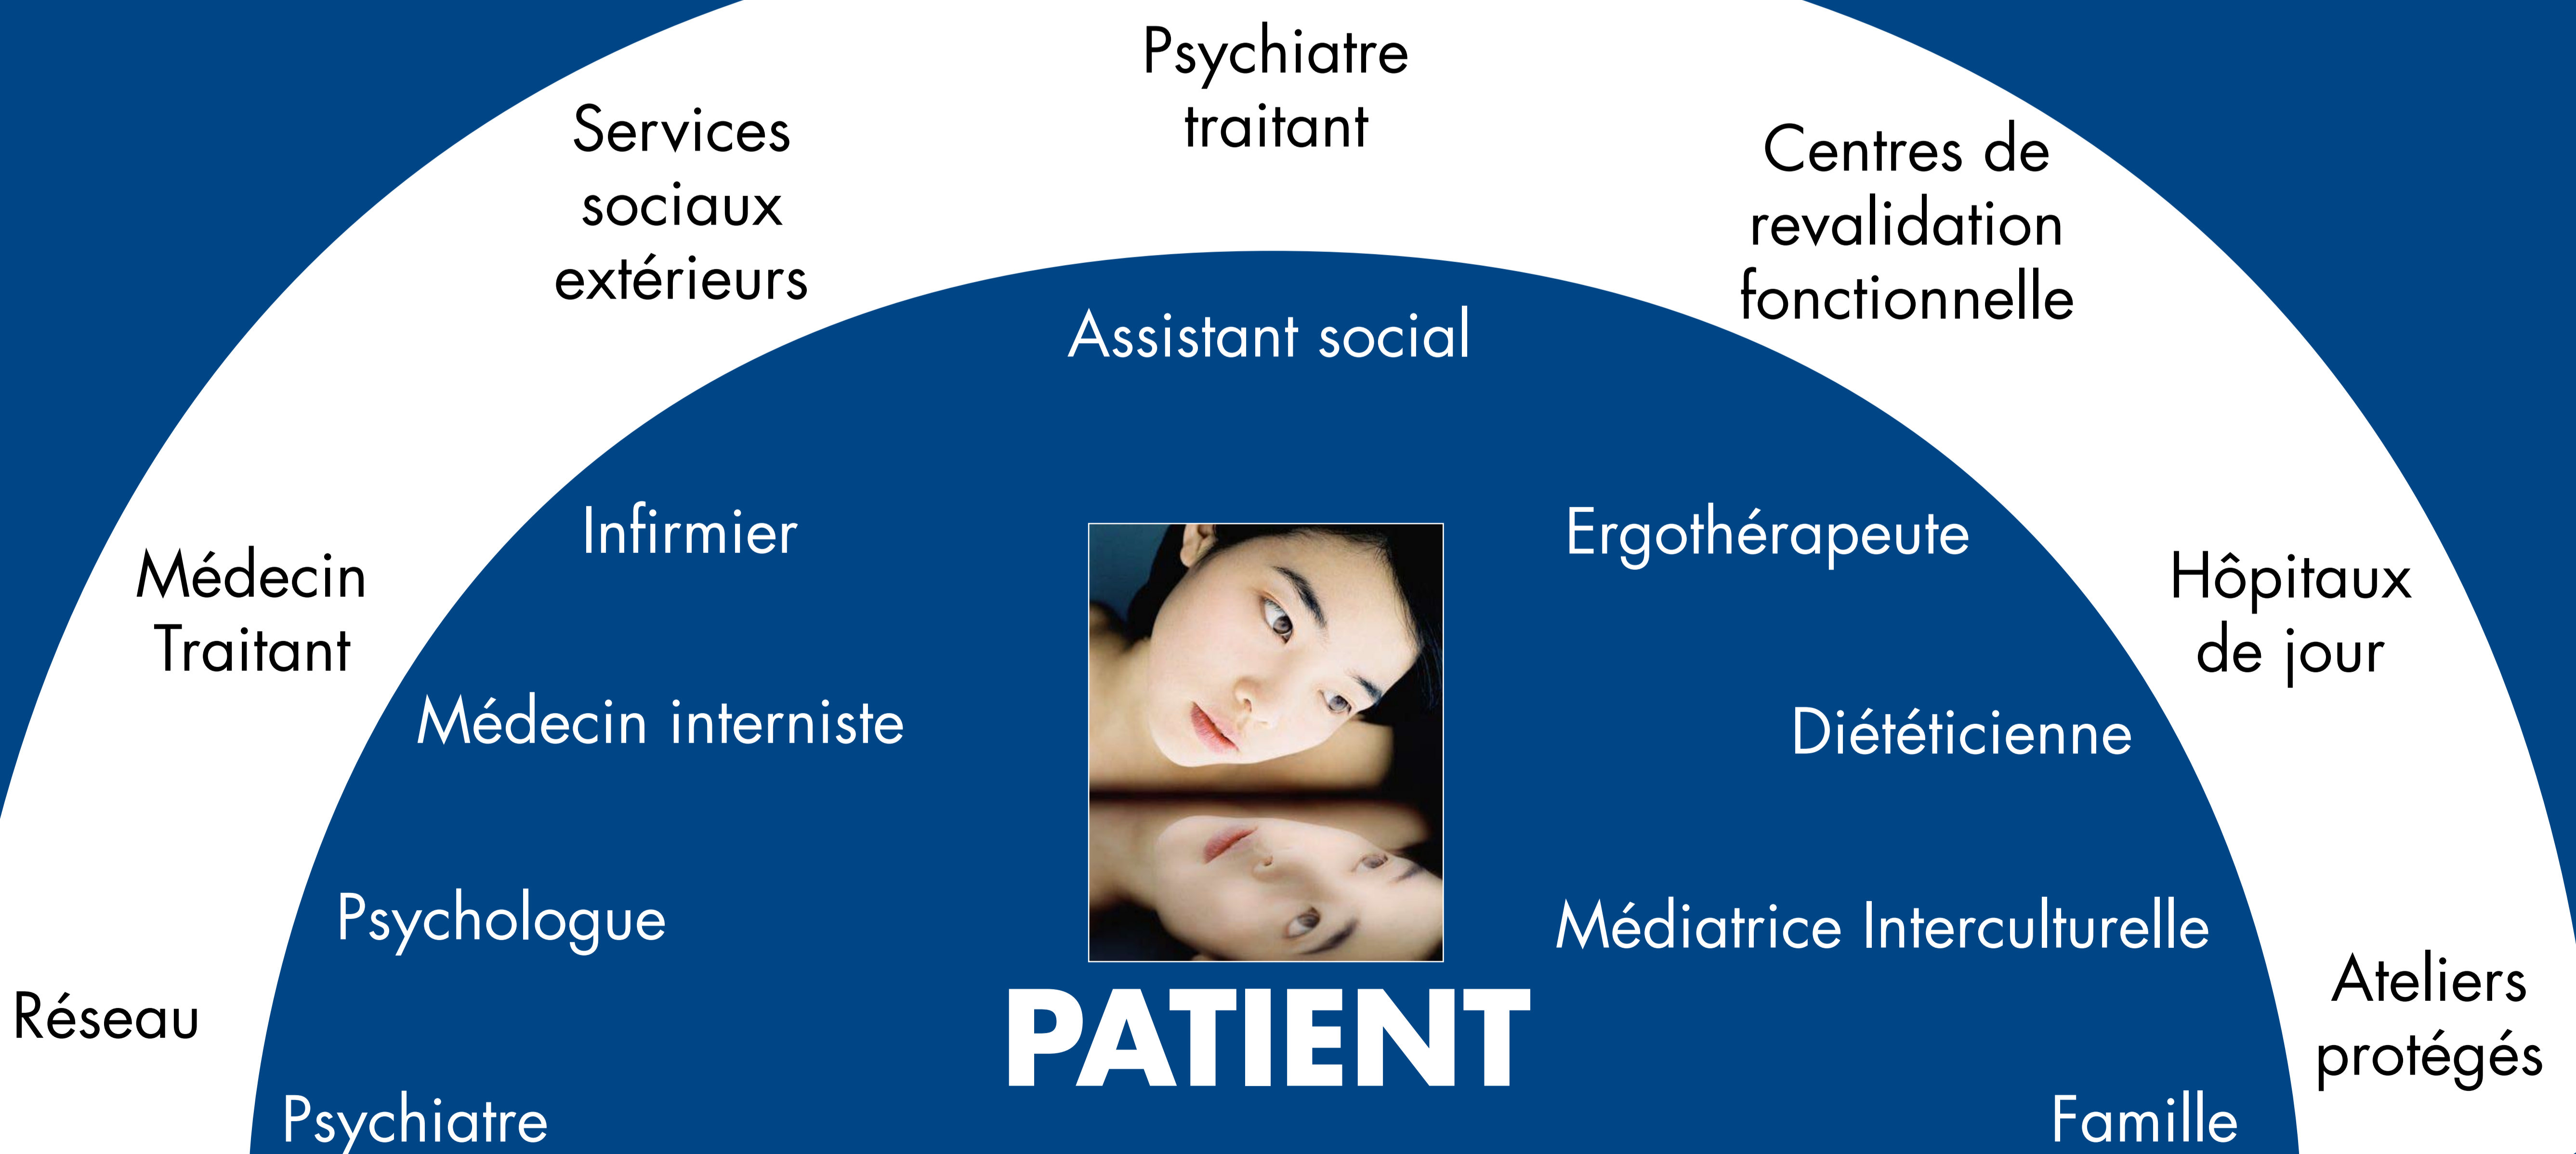 Psychiatre
traitant
Services
sociaux
extérieurs
Centres de
revalidation
fonctionnelle
Assistant social
Infirmier
Ergothérapeute
Médecin
Traitant
Hôpitaux
de jour
Médecin interniste
Diététicienne
Psychologue
Médiatrice Interculturelle
Réseau
PATIENT
Ateliers
protégés
Psychiatre
Famille